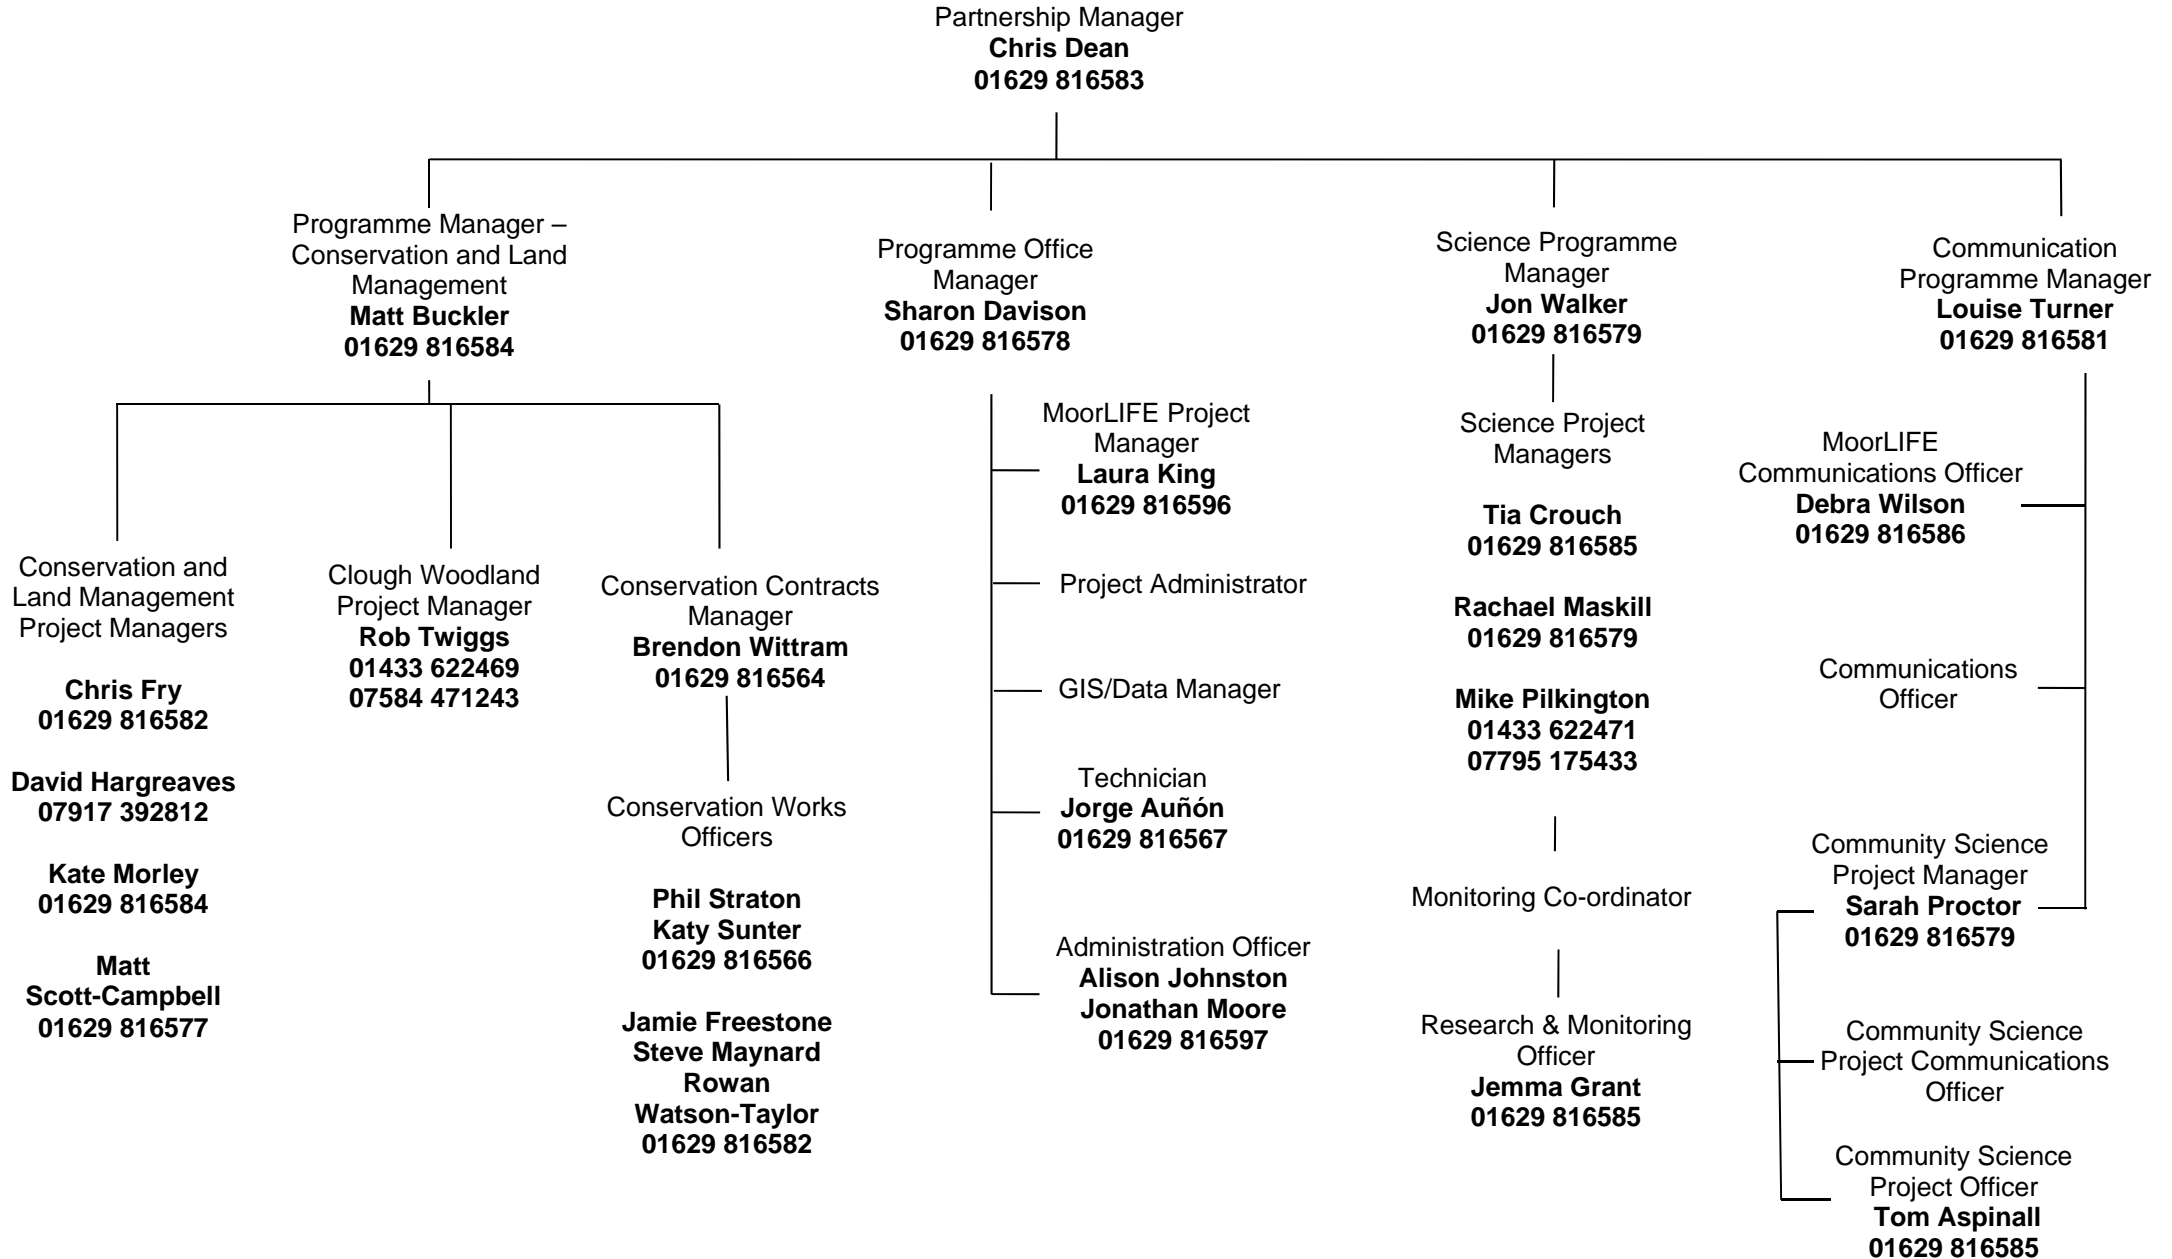 Partnership Manager
Chris Dean
01629 816583
Programme Manager –
Conservation and Land
Management
Matt Buckler
01629 816584
Conservation and
Land Management
Project Managers
Chris Fry
01629 816582
David Hargreaves
07917 392812
Kate Morley
01629 816584
Matt
Scott-Campbell
01629 816577
Clough Woodland
Project Manager
Rob Twiggs
01433 622469
07584 471243
Conservation Contracts
Manager
Brendon Wittram
01629 816564
Conservation Works
Officers
Phil Straton
Katy Sunter
01629 816566
Jamie Freestone
Steve Maynard
Rowan
Watson-Taylor
01629 816582
Programme Office
Manager
Sharon Davison
01629 816578
MoorLIFE Project
Manager
Laura King
01629 816596
Project Administrator
GIS/Data Manager
Technician
Jorge Auñón
01629 816567
Administration Officer
Alison Johnston
Jonathan Moore
01629 816597
Science Programme
Manager
Jon Walker
01629 816579
Science Project
Managers
Tia Crouch
01629 816585
Rachael Maskill
01629 816579
Mike Pilkington
01433 622471
07795 175433
Monitoring Co-ordinator
Research & Monitoring
Officer
Jemma Grant
01629 816585
Communication
Programme Manager
Louise Turner
01629 816581
MoorLIFE
Communications Officer
Debra Wilson
01629 816586
Communications
Officer
Community Science
Project Manager
Sarah Proctor
01629 816579
Community Science
Project Communications
Officer
Community Science
Project Officer
Tom Aspinall
01629 816585